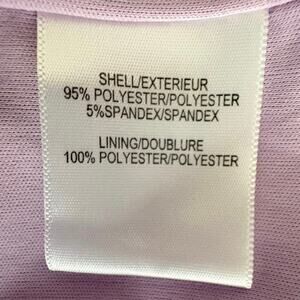 SHELL/EXTERIEUR
95% POLYESTER/POLYESTER
5%SPANDEX/SPANDEX
LINING/DOUBLURE
100% POLYESTER/POLYESTER